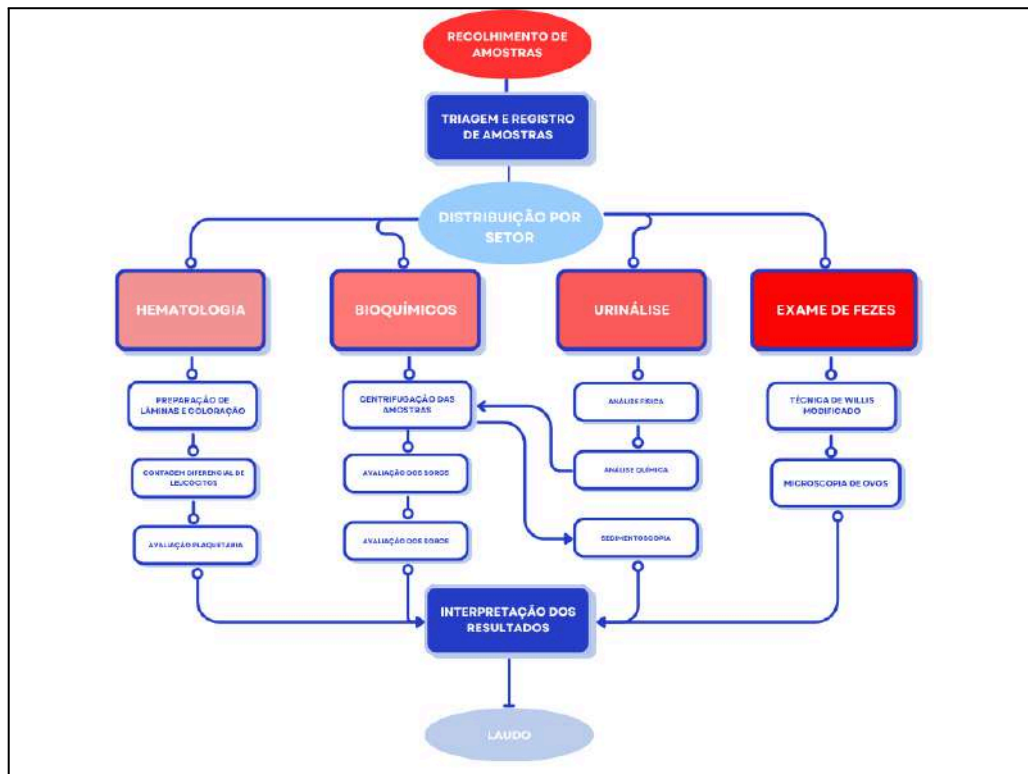 RECOLHIMENTO DE
AMOSTRAS
TRIAGEM E REGISTRO
DE AMOSTRAS
DISTRIBUIÇÃO POR
SETOR
HEMATOLOGIA
BIOQUÍMICOS
URINÁLISE
EXAME DE FEZES
PREPARAÇÃO DE
LÂMINAS E COLORAÇÃO
CONTAGEM DIFERENCIAL DE
LEUCÓCITOS
AVALIAÇÃO PLAQUETARIA
CENTRIFUGAÇÃO DAS
AMOSTRAS
AVALIAÇÃO DOS SOROS
AVALIAÇÃO DOS SOROS
ANÁLISE FÍSICA
ANÁLISE QUÍMICA
SEDIMENTOSCOPIA
TÉCNICA DE WILLIS
MODIFICADO
MICROSCOPIA DE OVOS
INTERPRETAÇÃO DOS
RESULTADOS
LAUDO